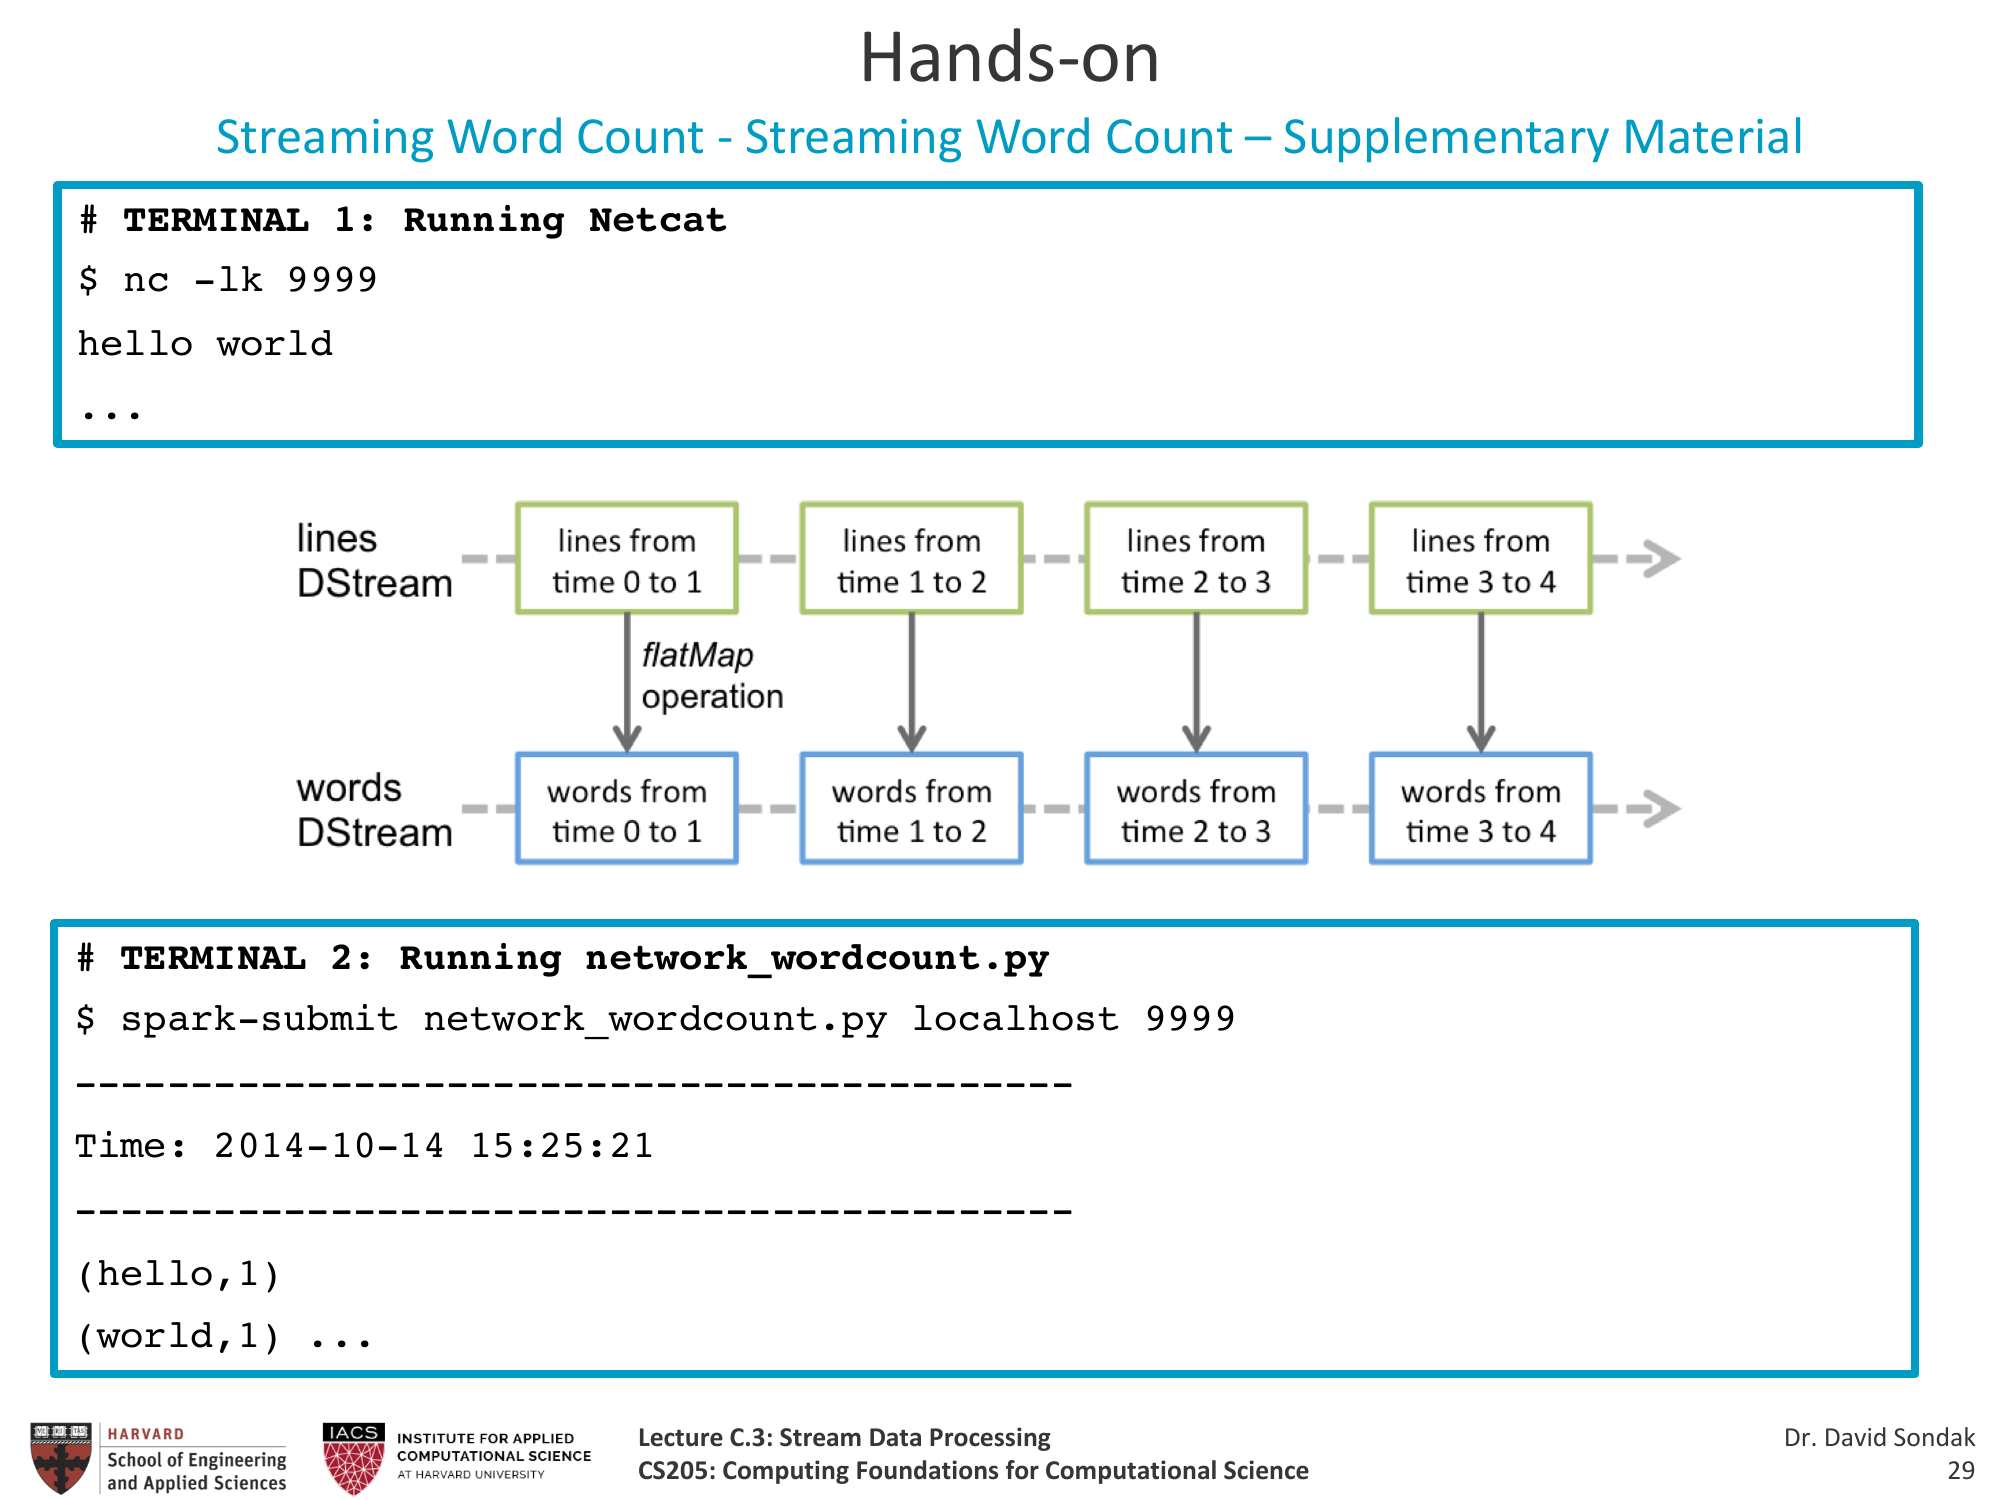 Hands-on
Streaming Word Count - Streaming Word Count – Supplementary Material
# TERMINAL 1: Running Netcat
$ nc -lk 9999
hello world
...
lines
DStream
lines from
time 0 to 1
lines from
time 1 to 2
lines from
time 2 to 3
lines from
time 3 to 4
flatMap
operation
words
DStream
words from
time 0 to 1
words from
time 1 to 2
words from
time 2 to 3
words from
time 3 to 4
# TERMINAL 2: Running network_wordcount.py
$ spark-submit network_wordcount.py localhost 9999
-------------------------------------------
Time: 2014-10-14 15:25:21
-------------------------------------------
(hello,1)
(world,1) ...
HARVARD
School of Engineering
and Applied Sciences
IACS
INSTITUTE FOR APPLIED
COMPUTATIONAL SCIENCE
AT HARVARD UNIVERSITY
Lecture C.3: Stream Data Processing
CS205: Computing Foundations for Computational Science
Dr. David Sondak
29